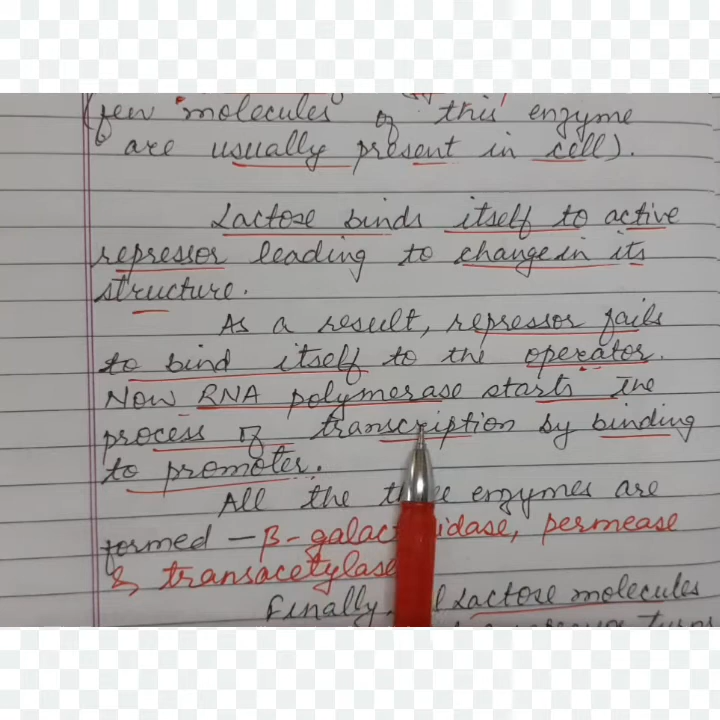 (few molecules of this enzyme
are usually present in cell).
Lactose binds itself to active
repressor leading to change in its
structure.
As a result, repressor fails
to bind itself to the operator.
Now RNA polymerase starts the
process of transcription by binding
to promoter.
All the enzymes are
formed – β-galac idase, permease
& transacetylase
Finally, Lactose molecules